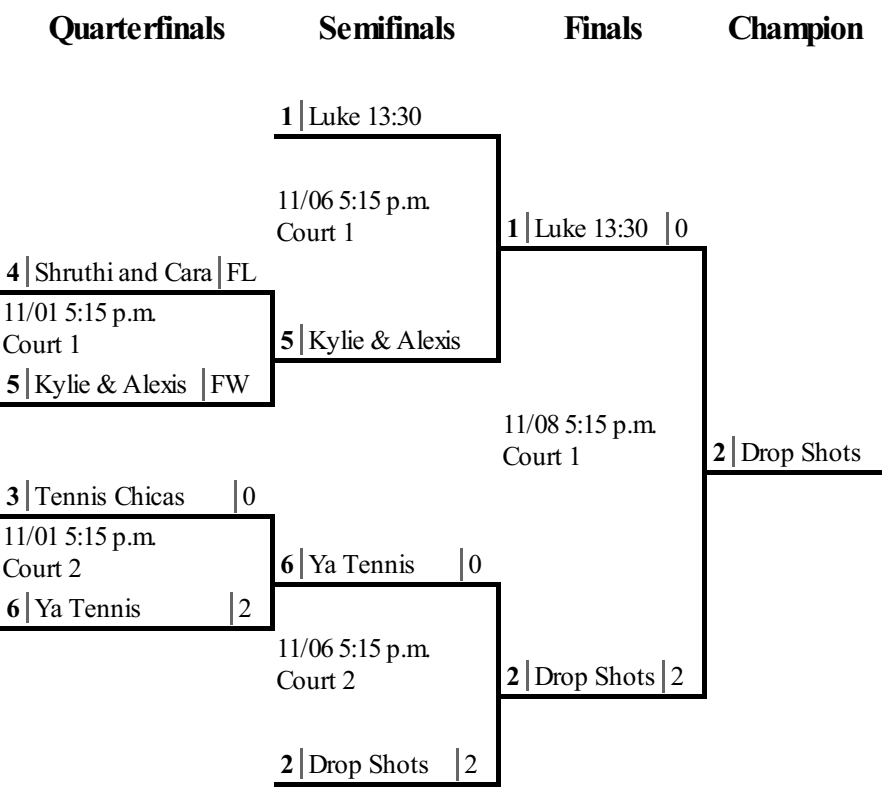 Quarterfinals Semifinals Finals Champion
1 Luke 13:30
11/06 5:15 p.m.
Court 1
1 Luke 13:30 0
4 Shruthi and Cara FL
11/01 5:15 p.m.
Court 1
5 Kylie & Alexis
5 Kylie & Alexis FW
11/08 5:15 p.m.
Court 1
2 Drop Shots
3 Tennis Chicas 0
11/01 5:15 p.m.
Court 2
6 Ya Tennis 0
6 Ya Tennis 2
11/06 5:15 p.m.
Court 2
2 Drop Shots 2
2 Drop Shots 2